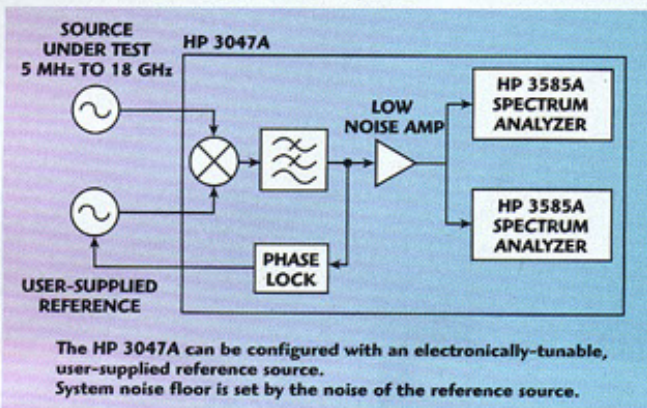 SOURCE
UNDER TEST
5 MHz TO 18 GHz
HP 3047A
LOW
NOISE AMP
HP 3585A
SPECTRUM
ANALYZER
HP 3585A
SPECTRUM
ANALYZER
PHASE
LOCK
USER-SUPPLIED
REFERENCE
The HP 3047A can be configured with an electronically-tunable,
user-supplied reference source.
System noise floor is set by the noise of the reference source.